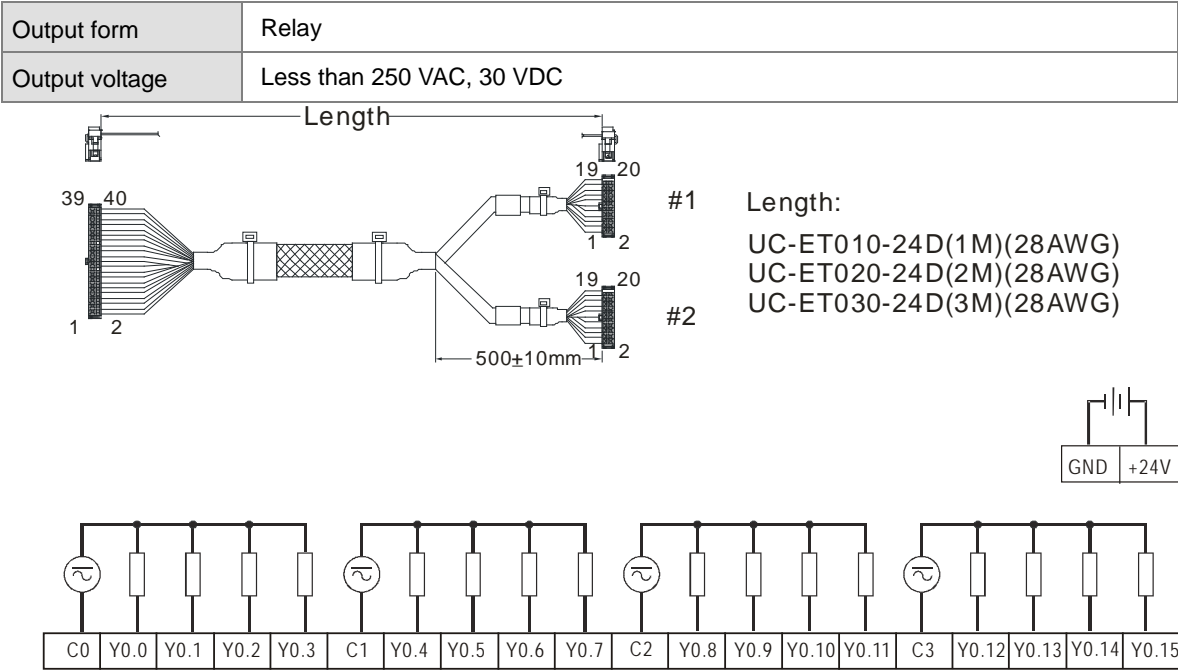 Output form Relay
Output voltage Less than 250 VAC, 30 VDC
Length
39 40
1 2
19 20
#1
1 2
19 20
#2
1 2
500±10mm
Length:
UC-ET010-24D(1M)(28AWG)
UC-ET020-24D(2M)(28AWG)
UC-ET030-24D(3M)(28AWG)
GND +24V
C0 Y0.0 Y0.1 Y0.2 Y0.3 C1 Y0.4 Y0.5 Y0.6 Y0.7 C2 Y0.8 Y0.9 Y0.10 Y0.11 C3 Y0.12 Y0.13 Y0.14 Y0.15